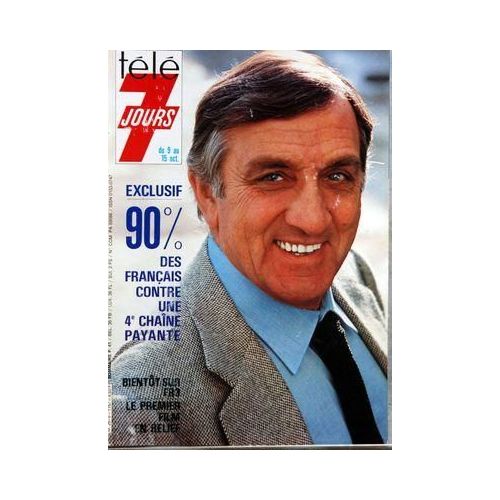 télé
7
JOURS
du 9 au
15 oct.
EXCLUSIF
90%
DES
FRANÇAIS
CONTRE
UNE
4e CHAÎNE
PAYANTE
BIENTÔT SUR
FR3
LE PREMIER
FILM
EN RELIEF